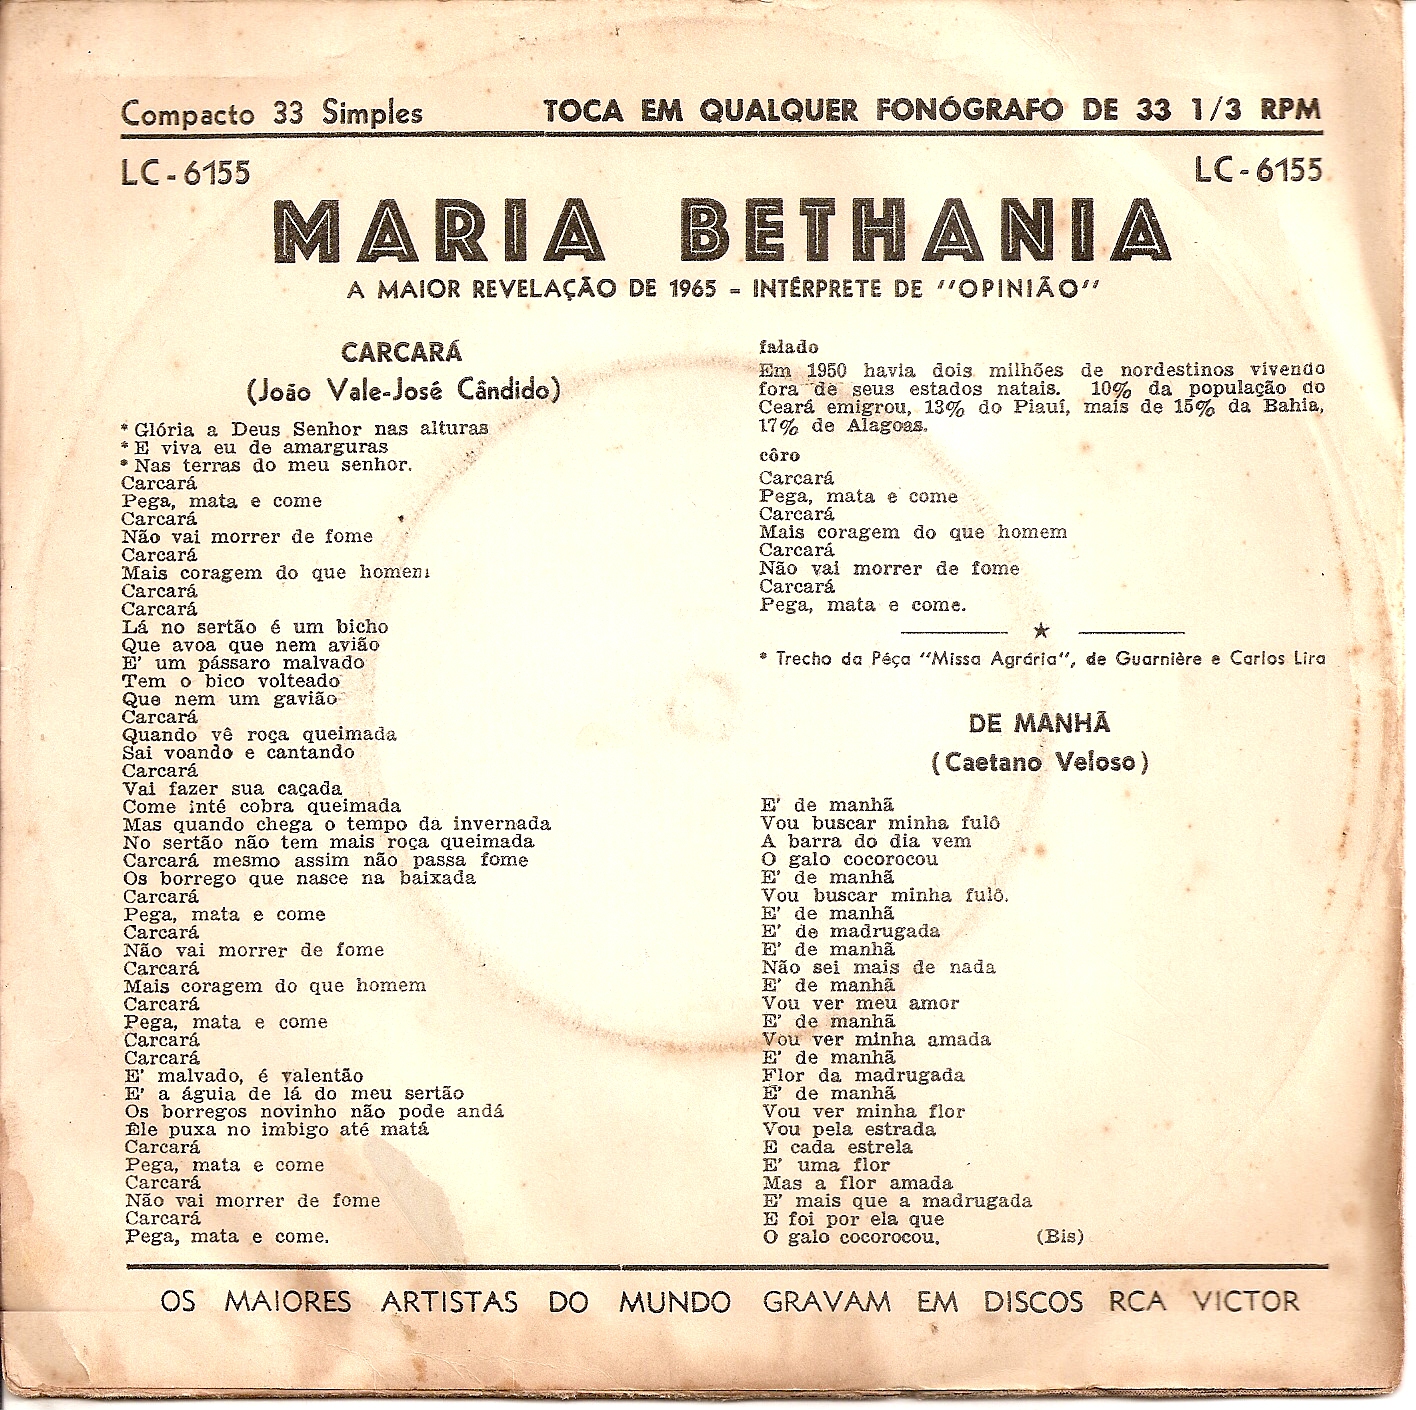 Compacto 33 Simples TOCA EM QUALQUER FONÓGRAFO DE 33 1/3 RPM
LC-6155 LC-6155
MARIA BETHANIA
A MAIOR REVELAÇÃO DE 1965 - INTÉRPRETE DE "OPINIÃO"
CARCARÁ
(João Vale-José Cândido)
* Glória a Deus Senhor nas alturas
* E viva eu de amarguras
* Nas terras do meu senhor.
Carcará
Pega, mata e come
Carcará
Não vai morrer de fome
Carcará
Mais coragem do que homem
Carcará
Carcará
Lá no sertão é um bicho
Que avoa que nem avião
E' um pássaro malvado
Tem o bico volteado
Que nem um gavião
Carcará
Quando vê roça queimada
Sai voando e cantando
Carcará
Vai fazer sua caçada
Come inté cobra queimada
Mas quando chega o tempo da invernada
No sertão não tem mais roça queimada
Carcará mesmo assim não passa fome
Os borrego que nasce na baixada
Carcará
Pega, mata e come
Carcará
Não vai morrer de fome
Carcará
Mais coragem do que homem
Carcará
Pega, mata e come
Carcará
Carcará
E' malvado, é valentão
E' a águia de lá do meu sertão
Os borregos novinho não pode andá
Êle puxa no imbigo até matá
Carcará
Pega, mata e come
Carcará
Não vai morrer de fome
Carcará
Pega, mata e come.
falado
Em 1950 havia dois milhões de nordestinos vivendo
fora de seus estados natais. 10% da população do
Ceará emigrou, 13% do Piauí, mais de 15% da Bahia,
17% de Alagoas.
côro
Carcará
Pega, mata e come
Carcará
Mais coragem do que homem
Carcará
Não vai morrer de fome
Carcará
Pega, mata e come.
* Trecho da Péça "Missa Agrária", de Guarnière e Carlos Lira
DE MANHÃ
(Caetano Veloso)
E' de manhã
Vou buscar minha fulô
A barra do dia vem
O galo cocorocou
E' de manhã
Vou buscar minha fulô.
E' de manhã
E' de madrugada
E' de manhã
Não sei mais de nada
E' de manhã
Vou ver meu amor
E' de manhã
Vou ver minha amada
E' de manhã
Flor da madrugada
E' de manhã
Vou ver minha flor
Vou pela estrada
E cada estrela
E' uma flor
Mas a flor amada
E' mais que a madrugada
E foi por ela que
O galo cocorocou. (Bis)
OS MAIORES ARTISTAS DO MUNDO GRAVAM EM DISCOS RCA VICTOR